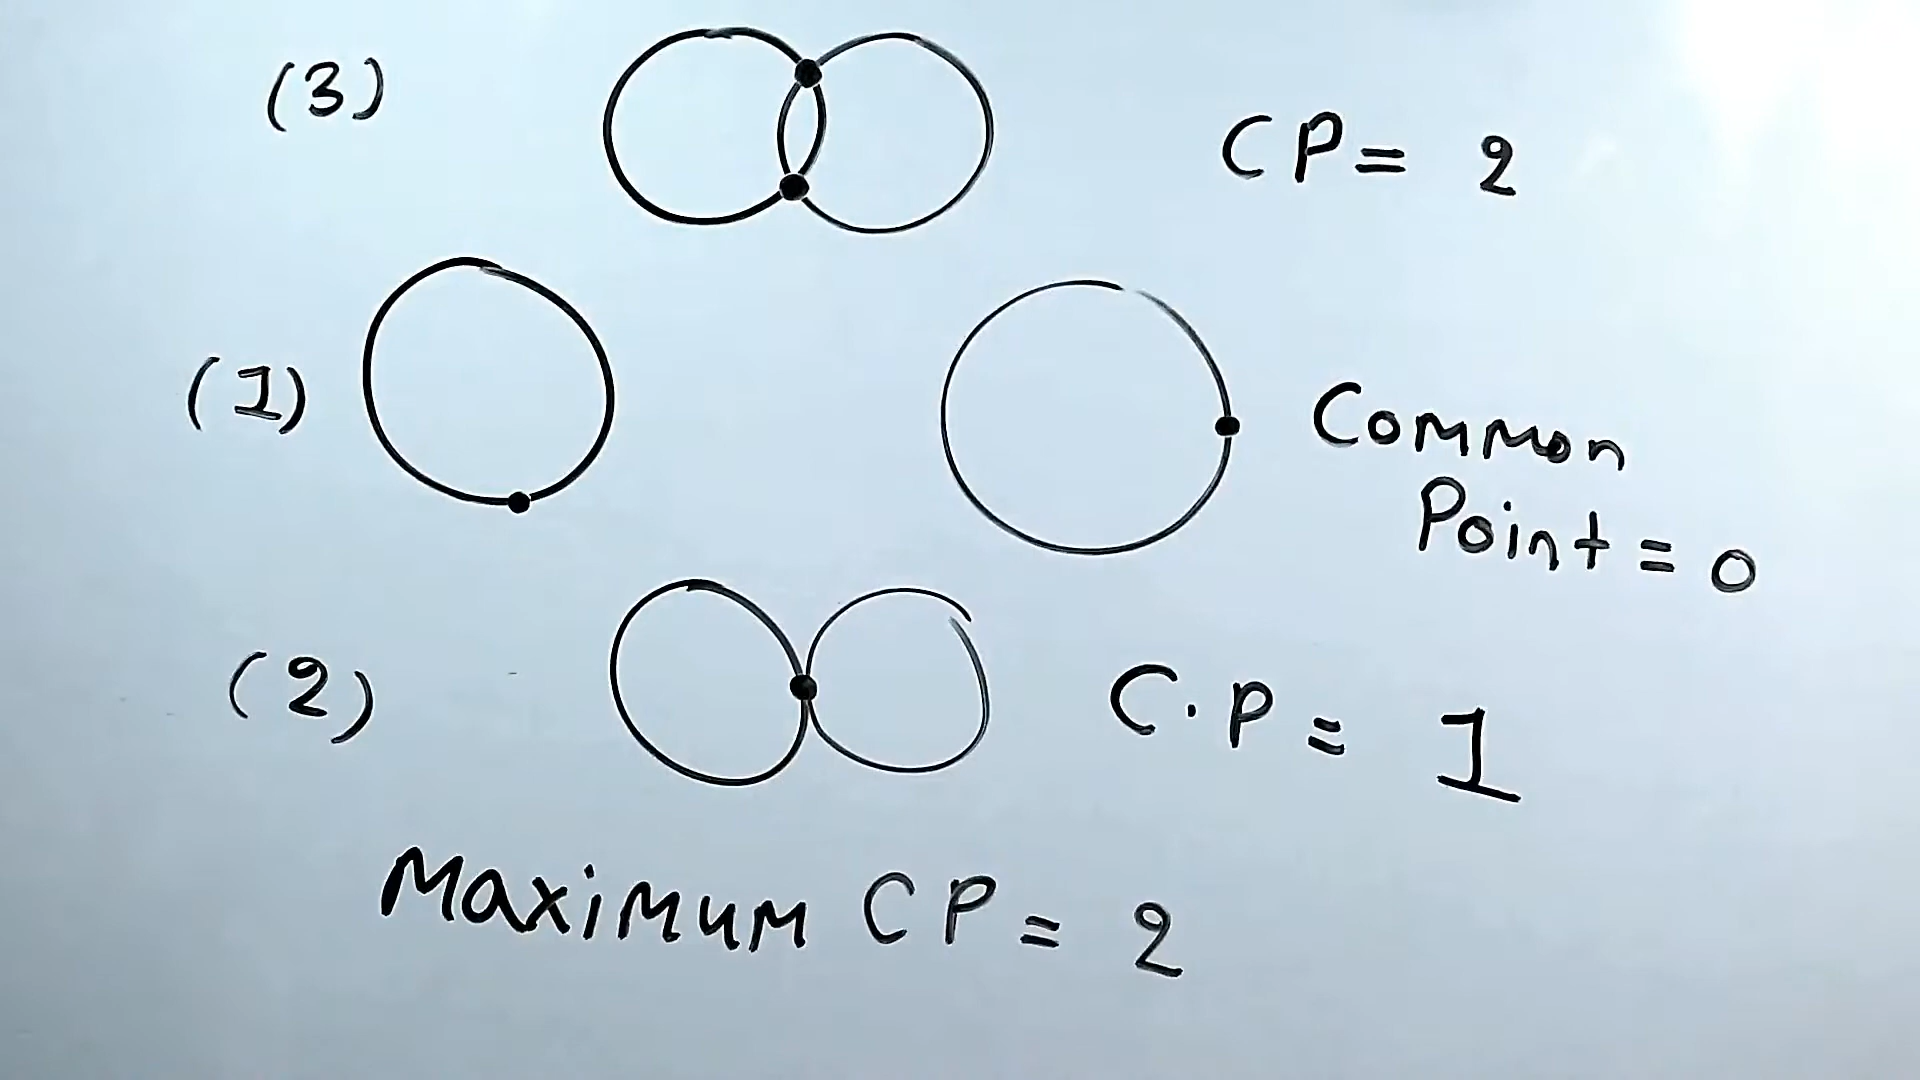 (3) CP = 2
(1) Common
Point = 0
(2) C.P = 1
Maximum CP = 2